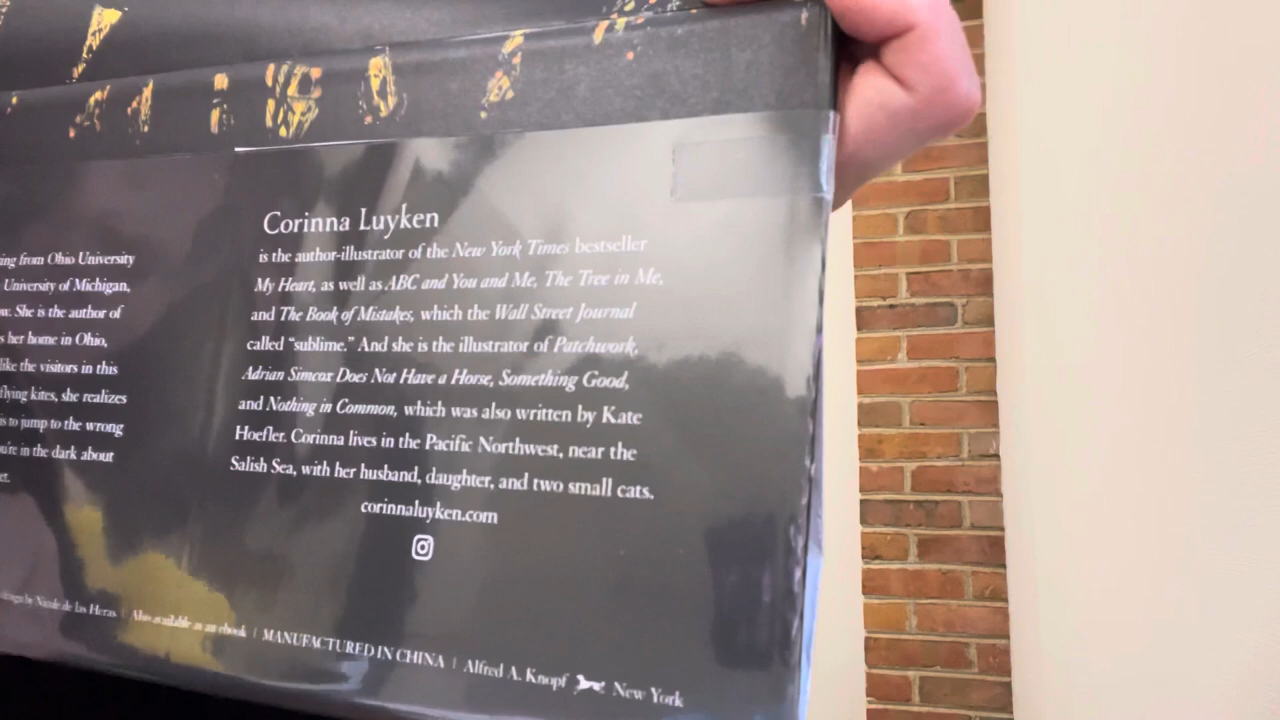 ing from Ohio University
University of Michigan,
w. She is the author of
s her home in Ohio,
like the visitors in this
flying kites, she realizes
is to jump to the wrong
ou're in the dark about
et.
Corinna Luyken
is the author-illustrator of the New York Times bestseller
My Heart, as well as ABC and You and Me, The Tree in Me,
and The Book of Mistakes, which the Wall Street Journal
called “sublime.” And she is the illustrator of Patchwork,
Adrian Simcox Does Not Have a Horse, Something Good,
and Nothing in Common, which was also written by Kate
Hoefler. Corinna lives in the Pacific Northwest, near the
Salish Sea, with her husband, daughter, and two small cats.
corinnaluyken.com
design by Nicole de las Heras | Also available as an ebook | MANUFACTURED IN CHINA | Alfred A. Knopf New York